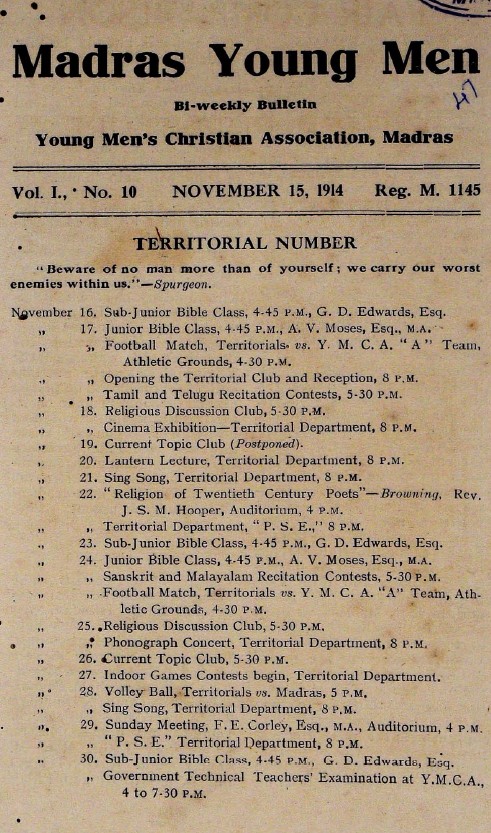 Madras Young Men
Bi-weekly Bulletin
47
Young Men's Christian Association, Madras
Vol. I., No. 10 NOVEMBER 15, 1914 Reg. M. 1145
TERRITORIAL NUMBER
"Beware of no man more than of yourself; we carry our worst
enemies within us."—Spurgeon.
November 16. Sub-Junior Bible Class, 4-45 P.M., G. D. Edwards, Esq.
„ 17. Junior Bible Class, 4-45 P.M., A. V. Moses, Esq., M.A.
„ „ Football Match, Territorials vs. Y. M. C. A. "A" Team,
Athletic Grounds, 4-30 P.M.
„ „ Opening the Territorial Club and Reception, 8 P.M.
„ „ Tamil and Telugu Recitation Contests, 5-30 P.M.
„ 18. Religious Discussion Club, 5-30 P.M.
„ „ Cinema Exhibition—Territorial Department, 8 P.M.
„ 19. Current Topic Club (Postponed).
„ 20. Lantern Lecture, Territorial Department, 8 P.M.
„ 21. Sing Song, Territorial Department, 8 P.M.
„ 22. "Religion of Twentieth Century Poets"—Browning, Rev.
J. S. M. Hooper, Auditorium, 4 P.M.
„ „ Territorial Department, "P. S. E.," 8 P.M.
„ 23. Sub-Junior Bible Class, 4-45 P.M., G. D. Edwards, Esq.
„ 24. Junior Bible Class, 4-45 P.M., A. V. Moses, Esq., M.A.
„ „ Sanskrit and Malayalam Recitation Contests, 5-30 P.M.
„ „ Football Match, Territorials vs. Y. M. C. A. "A" Team, Ath-
letic Grounds, 4-30 P.M.
„ 25. Religious Discussion Club, 5-30 P.M.
„ „ Phonograph Concert, Territorial Department, 8 P.M.
„ 26. Current Topic Club, 5-30 P.M.
„ 27. Indoor Games Contests begin, Territorial Department.
„ 28. Volley Ball, Territorials vs. Madras, 5 P.M.
„ „ Sing Song, Territorial Department, 8 P.M.
„ 29. Sunday Meeting, F. E. Corley, Esq., M.A., Auditorium, 4 P.M.
„ „ "P. S. E." Territorial Department, 8 P.M.
„ 30. Sub-Junior Bible Class, 4-45 P.M., G. D. Edwards, Esq.
„ Government Technical Teachers' Examination at Y.M.C.A.,
4 to 7-30 P.M.